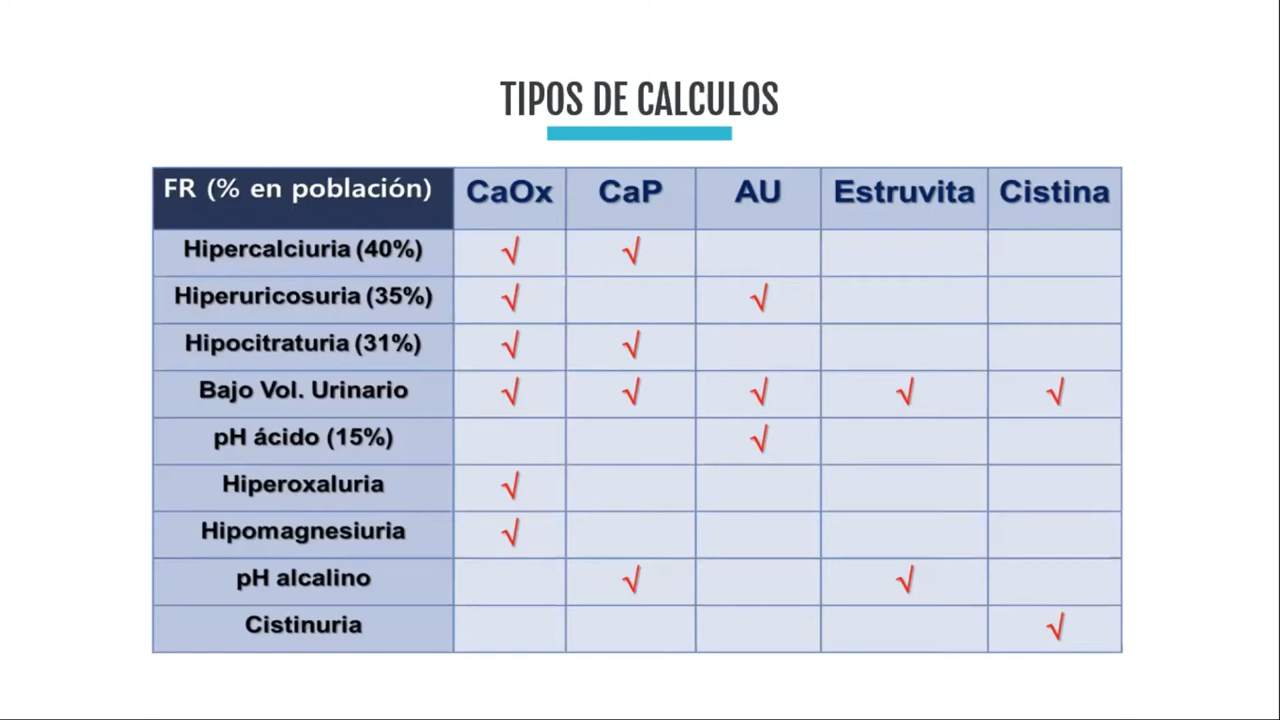 TIPOS DE CALCULOS
FR (% en población) CaOx CaP AU Estruvita Cistina
Hipercalciuria (40%) √ √
Hiperuricosuria (35%) √ √
Hipocitraturia (31%) √ √
Bajo Vol. Urinario √ √ √ √ √
pH ácido (15%) √
Hiperoxaluria √
Hipomagnesiuria √
pH alcalino √ √
Cistinuria √